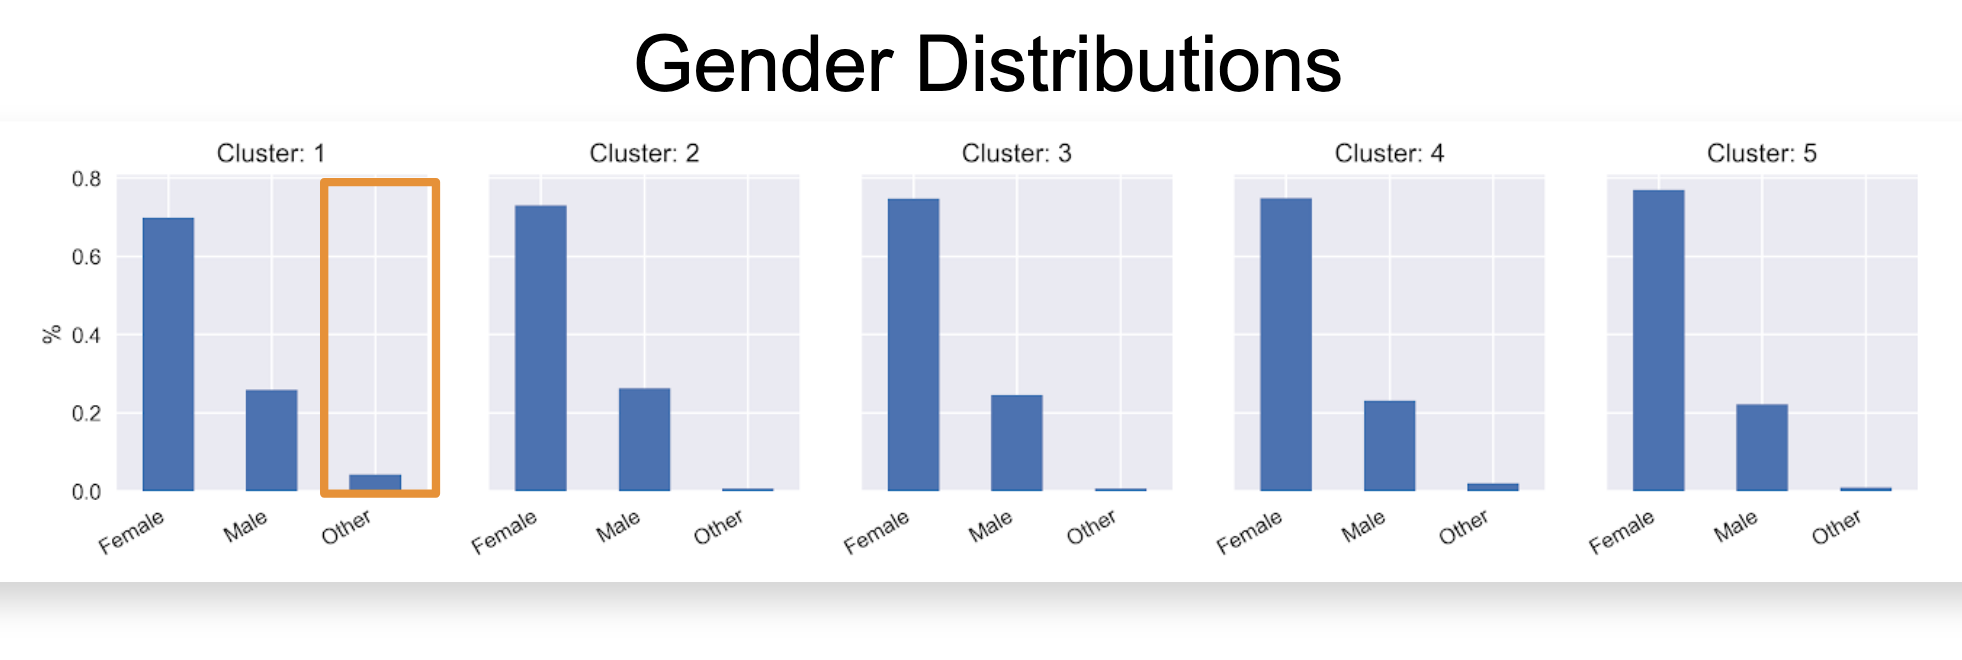 Gender Distributions
Cluster: 1
Cluster: 2
Cluster: 3
Cluster: 4
Cluster: 5
0.8
0.6
0.4
0.2
0.0
%
Female
Male
Other
Female
Male
Other
Female
Male
Other
Female
Male
Other
Female
Male
Other